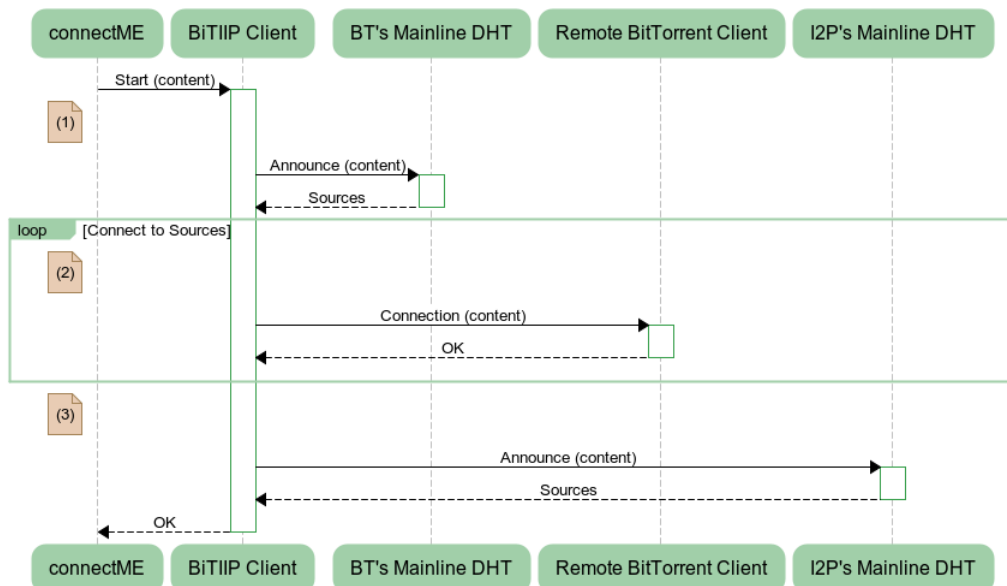 connectME
BiTIIP Client
BT's Mainline DHT
Remote BitTorrent Client
I2P's Mainline DHT
Start (content)
(1)
Announce (content)
Sources
loop
[Connect to Sources]
(2)
Connection (content)
OK
(3)
Announce (content)
Sources
OK
connectME
BiTIIP Client
BT's Mainline DHT
Remote BitTorrent Client
I2P's Mainline DHT